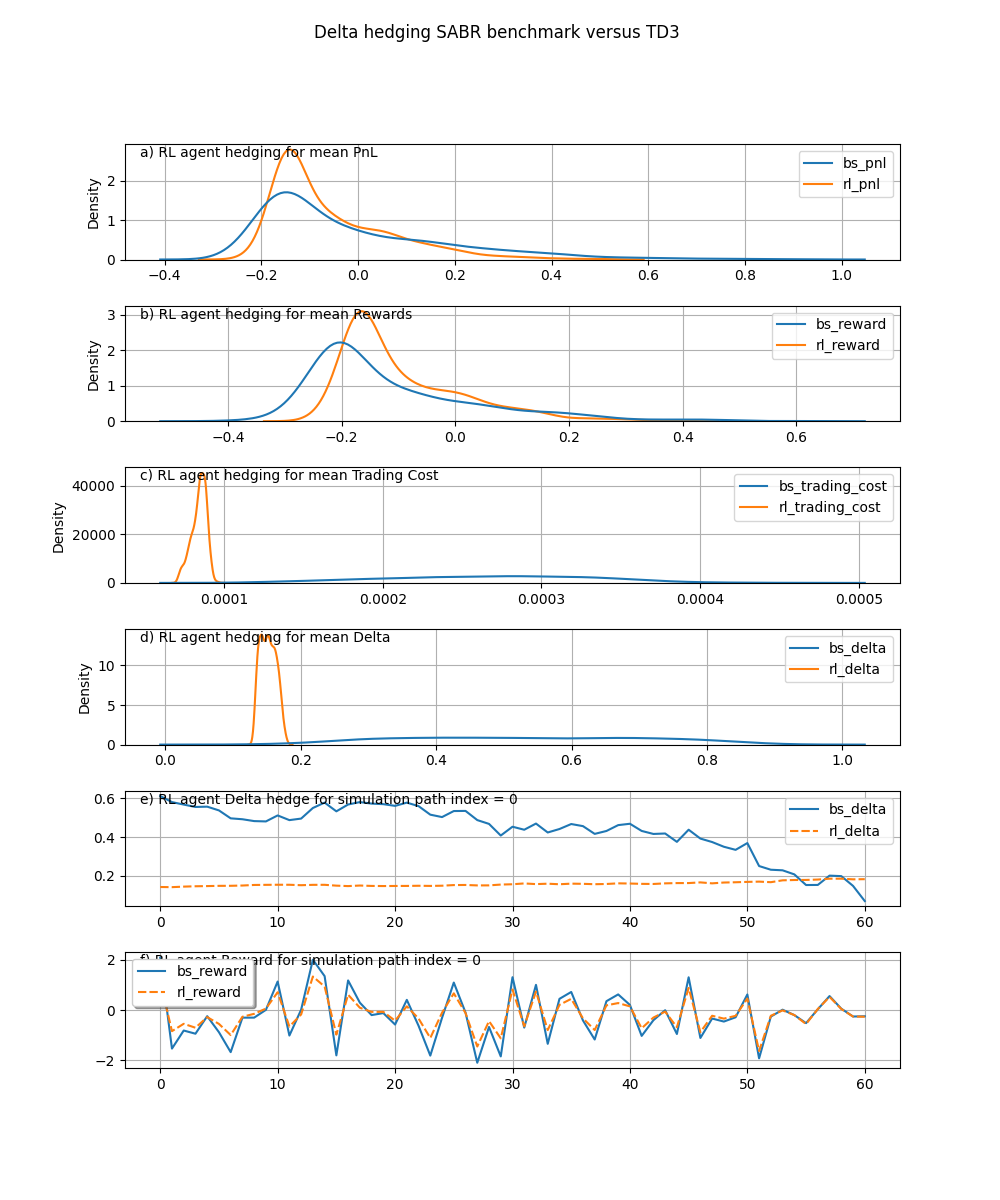 Delta hedging SABR benchmark versus TD3
a) RL agent hedging for mean PnL
bs_pnl
rl_pnl
Density
2
1
0
−0.4 −0.2 0.0 0.2 0.4 0.6 0.8 1.0
b) RL agent hedging for mean Rewards
bs_reward
rl_reward
Density
3
2
1
0
−0.4 −0.2 0.0 0.2 0.4 0.6
c) RL agent hedging for mean Trading Cost
bs_trading_cost
rl_trading_cost
Density
40000
20000
0
0.0001 0.0002 0.0003 0.0004 0.0005
d) RL agent hedging for mean Delta
bs_delta
rl_delta
Density
10
5
0
0.0 0.2 0.4 0.6 0.8 1.0
e) RL agent Delta hedge for simulation path index = 0
bs_delta
rl_delta
0.6
0.4
0.2
0 10 20 30 40 50 60
f) RL agent Reward for simulation path index = 0
bs_reward
rl_reward
2
0
−2
0 10 20 30 40 50 60